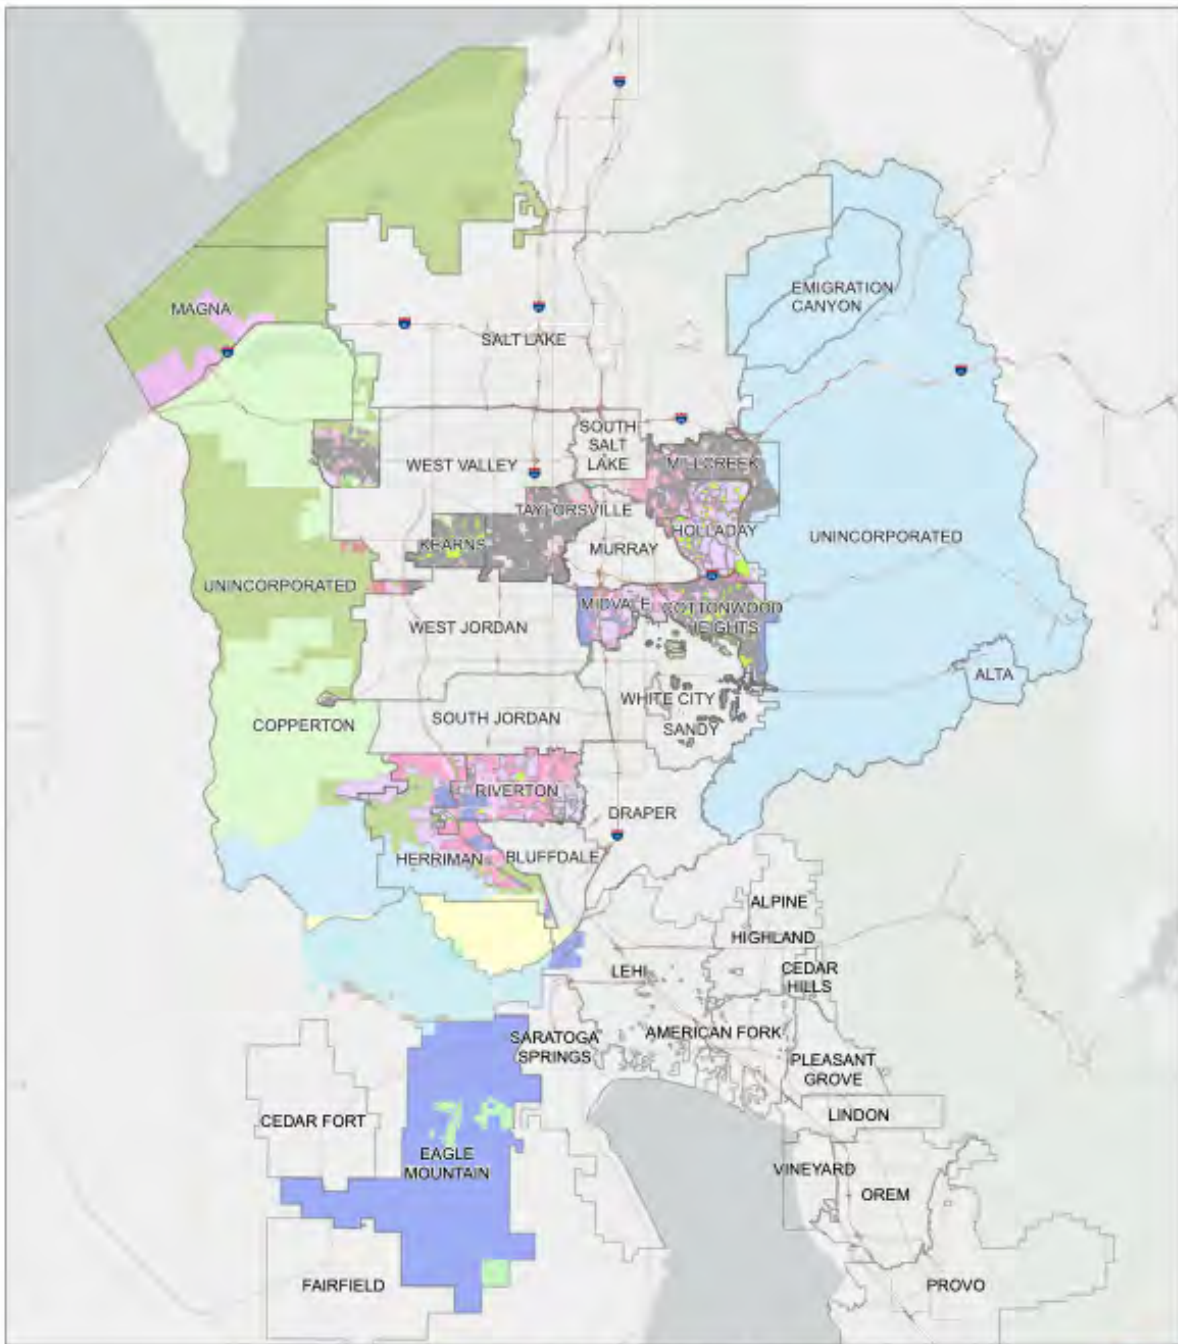 EMIGRATION
CANYON
MAGNA
SALT LAKE
SOUTH
SALT
LAKE
WEST VALLEY
MILLCREEK
TAYLORSVILLE
HOLLADAY
KEARNS
MURRAY
UNINCORPORATED
UNINCORPORATED
MIDVALE
COTTONWOOD
HEIGHTS
WEST JORDAN
ALTA
WHITE CITY
SANDY
COPPERTON
SOUTH JORDAN
RIVERTON
DRAPER
HERRIMAN
BLUFFDALE
ALPINE
HIGHLAND
LEHI
CEDAR
HILLS
SARATOGA
SPRINGS
AMERICAN FORK
PLEASANT
GROVE
LINDON
CEDAR FORT
EAGLE
MOUNTAIN
VINEYARD
OREM
FAIRFIELD
PROVO